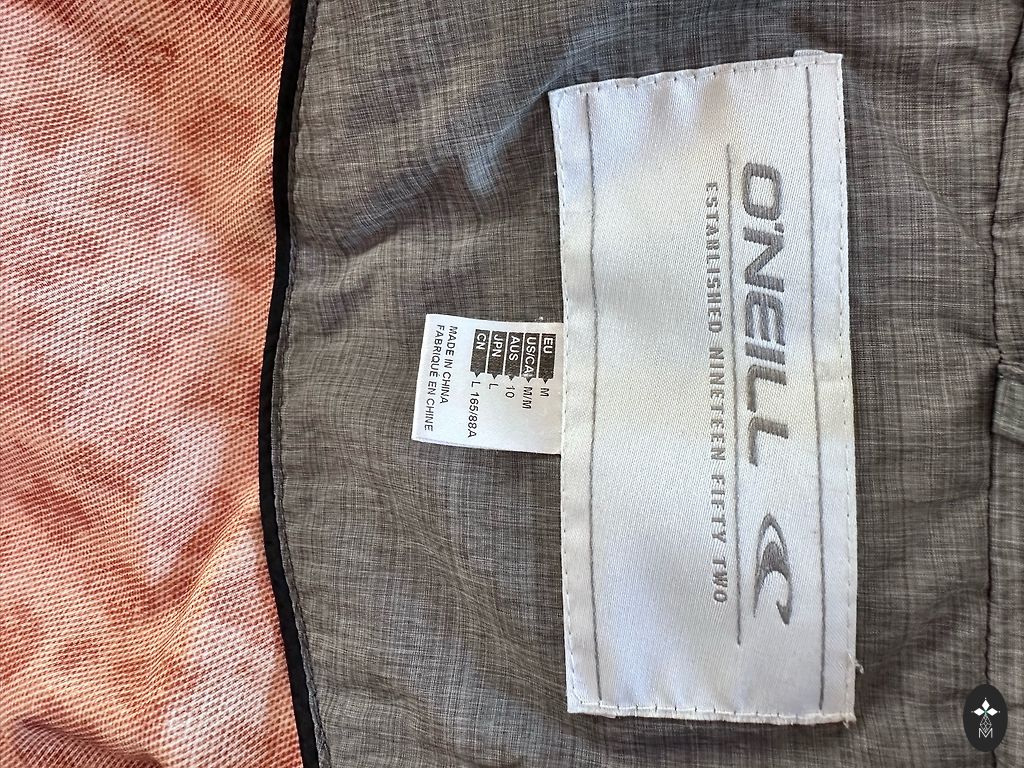 O'NEILL
ESTABLISHED NINETEEN FIFTY TWO
EU M
US/CA M/M
AUS 10
JPN L
CN L 165/88A
MADE IN CHINA
FABRIQUÉ EN CHINE
M